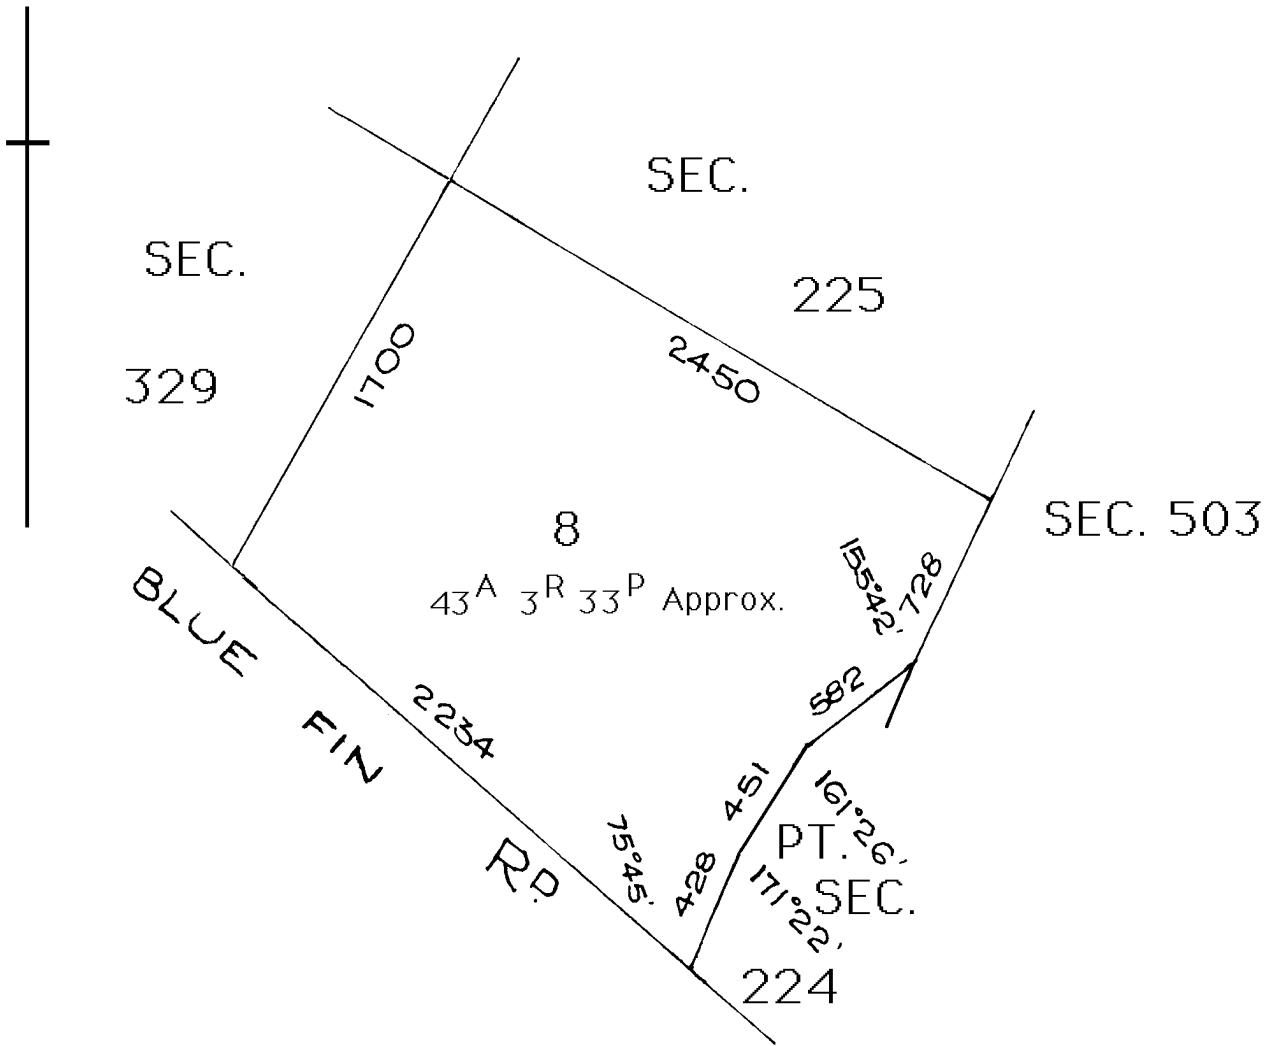 SEC.
225
SEC.
329
1700
2450
SEC. 503
8
43A 3R 33P Approx.
155°42'
728
582
BLUE FIN RD.
2234
451
161°26'
75°45'
428
171°22'
PT.
SEC.
224